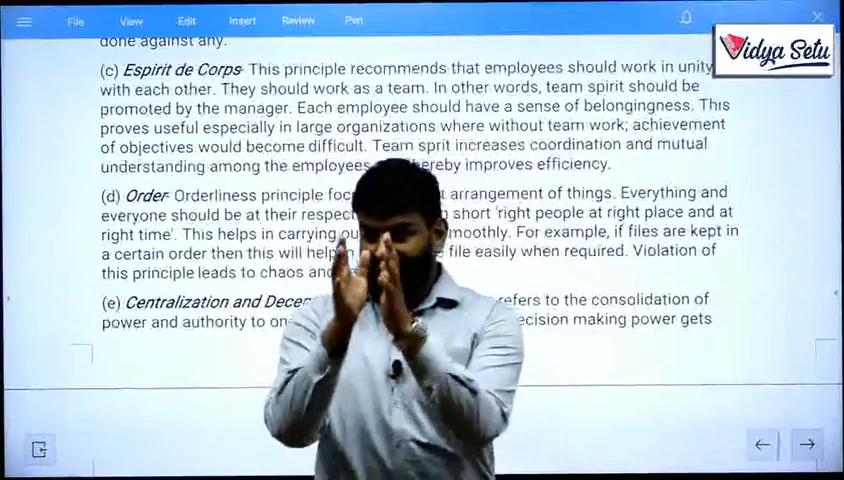 File View Edit Insert Review Pen
Vidya Setu
done against any.
(c) Espirit de Corps- This principle recommends that employees should work in unity
with each other. They should work as a team. In other words, team spirit should be
promoted by the manager. Each employee should have a sense of belongingness. This
proves useful especially in large organizations where without team work; achievement
of objectives would become difficult. Team sprit increases coordination and mutual
understanding among the employees hereby improves efficiency.
(d) Order- Orderliness principle arrangement of things. Everything and
everyone should be at their short 'right people at right place and at
right time'. This helps in carrying smoothly. For example, if files are kept in
a certain order then this will help file easily when required. Violation of
this principle leads to chaos
(e) Centralization and refers to the consolidation of
power and authority to decision making power gets